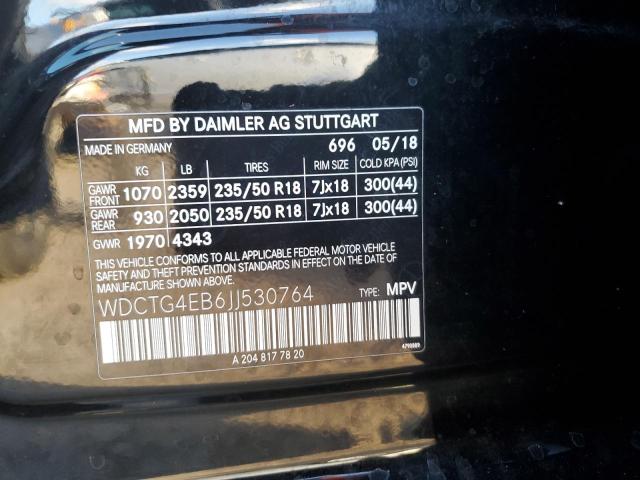 MFD BY DAIMLER AG STUTTGART
MADE IN GERMANY 696 05/18
KG LB TIRES RIM SIZE COLD KPA(PSI)
GAWR FRONT 1070 2359 235/50 R18 7Jx18 300(44)
GAWR REAR 930 2050 235/50 R18 7Jx18 300(44)
GVWR 1970 4343
THIS VEHICLE CONFORMS TO ALL APPLICABLE FEDERAL MOTOR VEHICLE
SAFETY AND THEFT PREVENTION STANDARDS IN EFFECT ON THE DATE OF
MANUFACTURE SHOWN ABOVE.
WDCTG4EB6JJ530764 TYPE: MPV
A 204 817 78 20